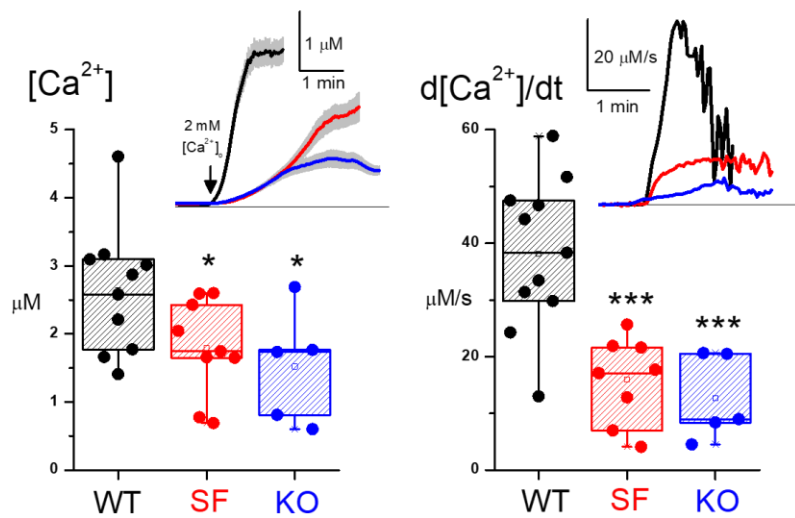 [Ca²⁺]
1 μM
1 min
2 mM
[Ca²⁺]ₒ
5
4
3
μM
2
1
0
*
*
WT
SF
KO
d[Ca²⁺]/dt
20 μM/s
1 min
60
40
μM/s
20
0
***
***
WT
SF
KO